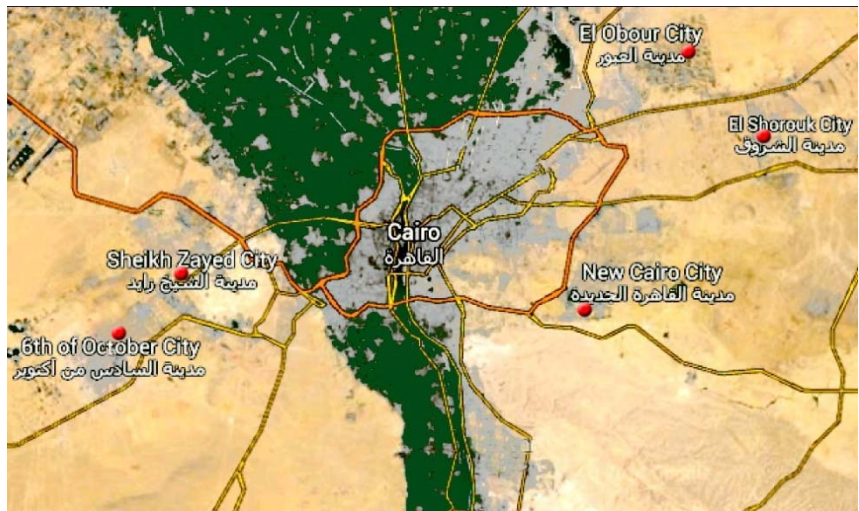 El Obour City
مدينة العبور
El Shorouk City
مدينة الشروق
Cairo
القاهرة
Sheikh Zayed City
مدينة الشيخ زايد
New Cairo City
مدينة القاهرة الجديدة
6th of October City
مدينة السادس من أكتوبر